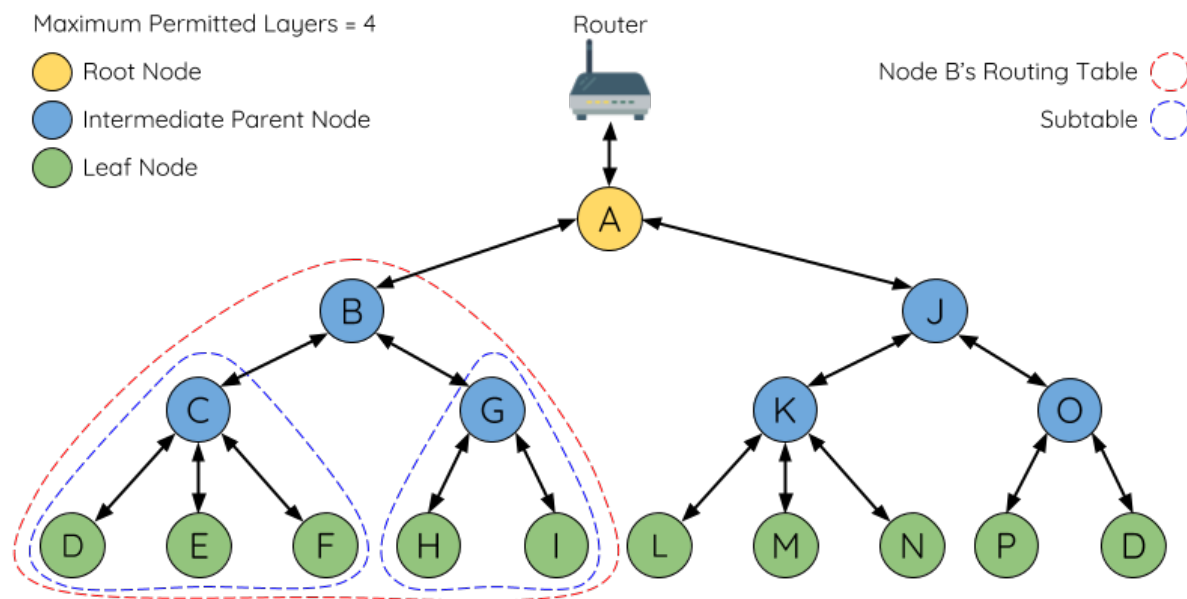 Maximum Permitted Layers = 4
Router
Root Node
Node B's Routing Table
Intermediate Parent Node
Subtable
Leaf Node
A
B
J
C
G
K
O
D
E
F
H
I
L
M
N
P
D